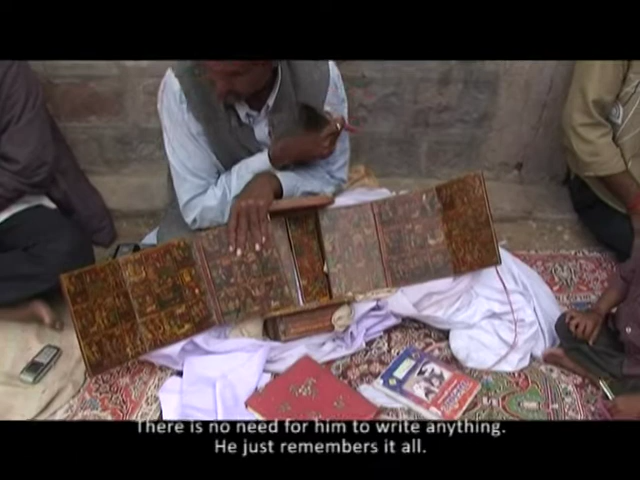 There is no need for him to write anything.
He just remembers it all.